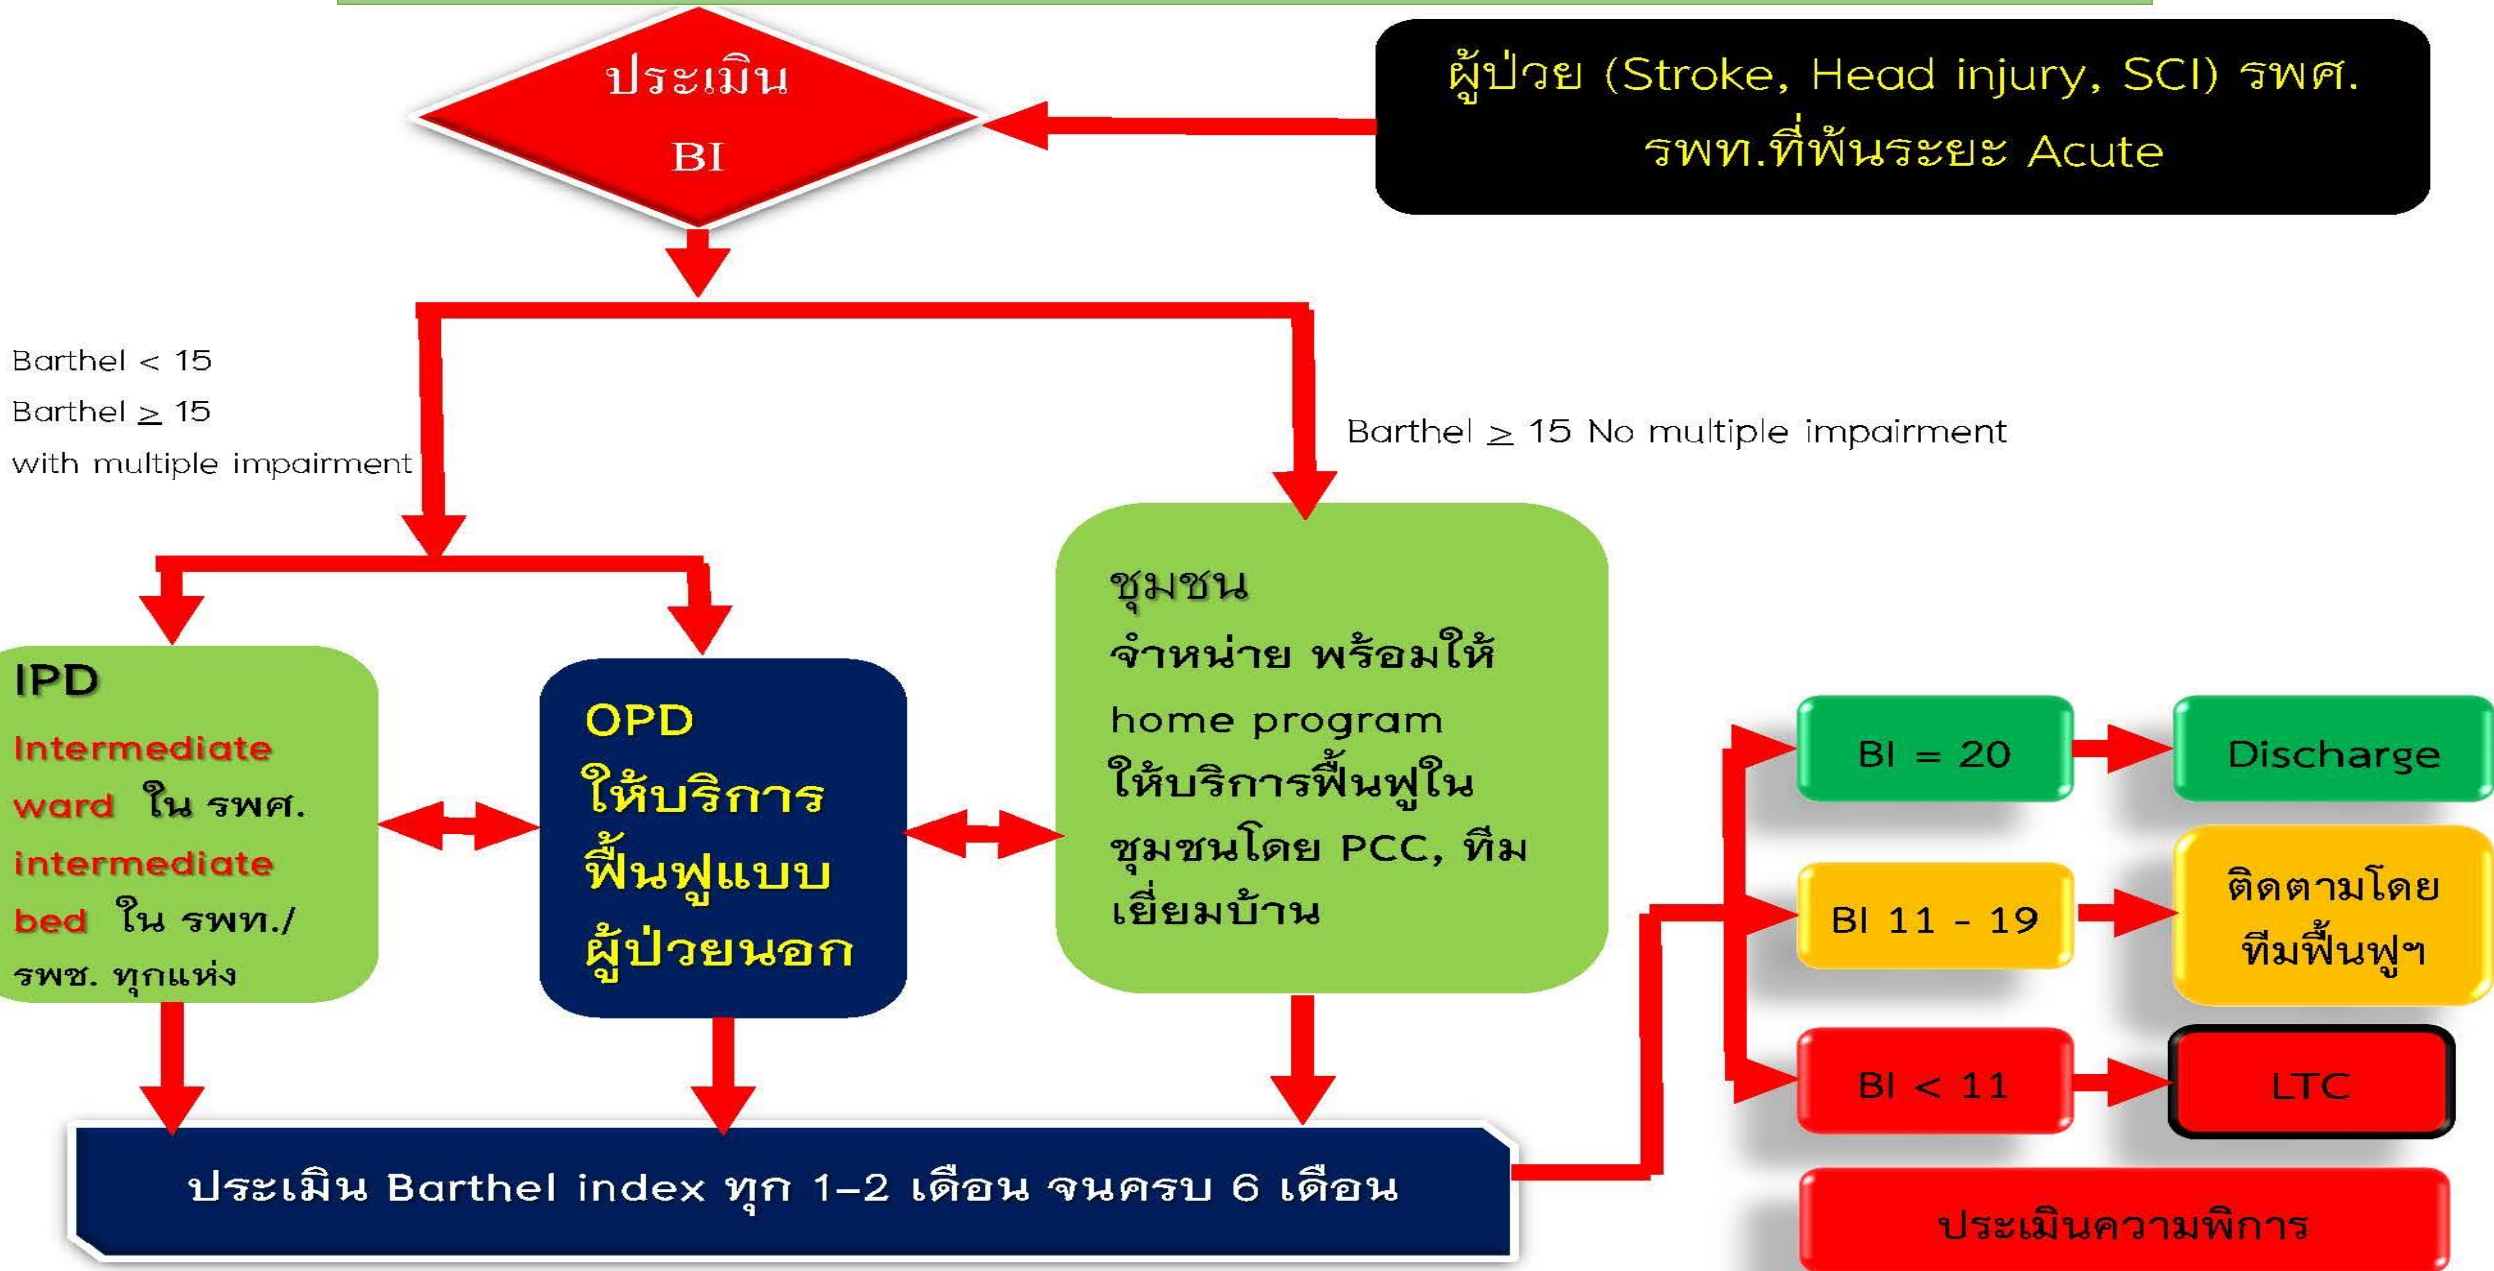 ประเมิน
BI
ผู้ป่วย (Stroke, Head injury, SCI) รพศ.
รพท.ที่พ้นระยะ Acute
Barthel < 15
Barthel ≥ 15
with multiple impairment
Barthel ≥ 15 No multiple impairment
IPD
Intermediate
ward ใน รพศ.
intermediate
bed ใน รพท./
รพช. ทุกแห่ง
OPD
ให้บริการ
ฟื้นฟูแบบ
ผู้ป่วยนอก
ชุมชน
จำหน่าย พร้อมให้
home program
ให้บริการฟื้นฟูใน
ชุมชนโดย PCC, ทีม
เยี่ยมบ้าน
BI = 20
Discharge
BI 11 - 19
ติดตามโดย
ทีมฟื้นฟูฯ
BI < 11
LTC
ประเมิน Barthel index ทุก 1–2 เดือน จนครบ 6 เดือน
ประเมินความพิการ